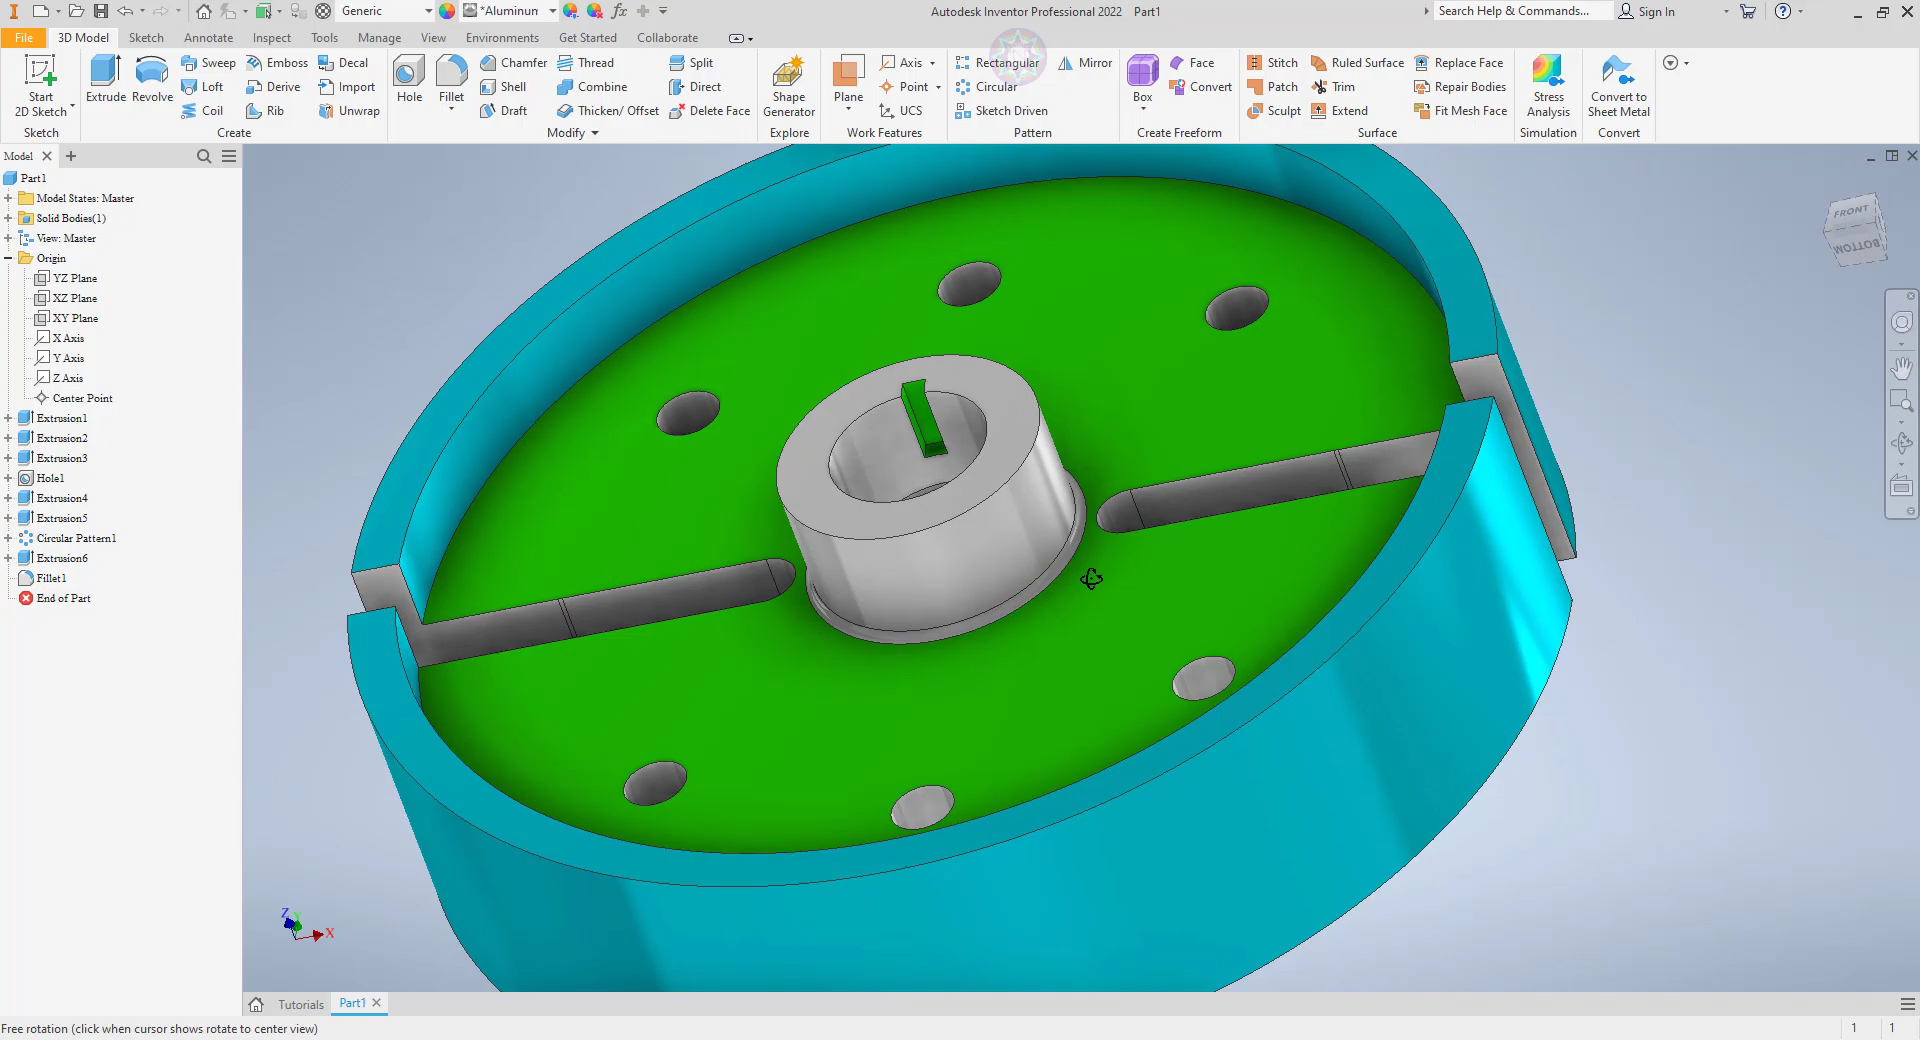 Generic
*Aluminum
fx
Autodesk Inventor Professional 2022 Part1
Search Help & Commands...
Sign In
File 3D Model Sketch Annotate Inspect Tools Manage View Environments Get Started Collaborate
Start
2D Sketch
Sketch
Extrude
Revolve
Sweep
Loft
Coil
Emboss
Derive
Rib
Decal
Import
Unwrap
Create
Hole
Fillet
Chamfer
Shell
Draft
Thread
Combine
Thicken/ Offset
Split
Direct
Delete Face
Modify
Shape
Generator
Explore
Plane
Axis
Point
UCS
Work Features
Rectangular
Circular
Sketch Driven
Mirror
Pattern
Box
Face
Convert
Create Freeform
Stitch
Patch
Sculpt
Ruled Surface
Trim
Extend
Replace Face
Repair Bodies
Fit Mesh Face
Surface
Stress
Analysis
Simulation
Convert to
Sheet Metal
Convert
Model
Part1
Model States: Master
Solid Bodies(1)
View: Master
Origin
YZ Plane
XZ Plane
XY Plane
X Axis
Y Axis
Z Axis
Center Point
Extrusion1
Extrusion2
Extrusion3
Hole1
Extrusion4
Extrusion5
Circular Pattern1
Extrusion6
Fillet1
End of Part
FRONT
BOTTOM
Z
Y
X
Tutorials
Part1
Free rotation (click when cursor shows rotate to center view)
1 1